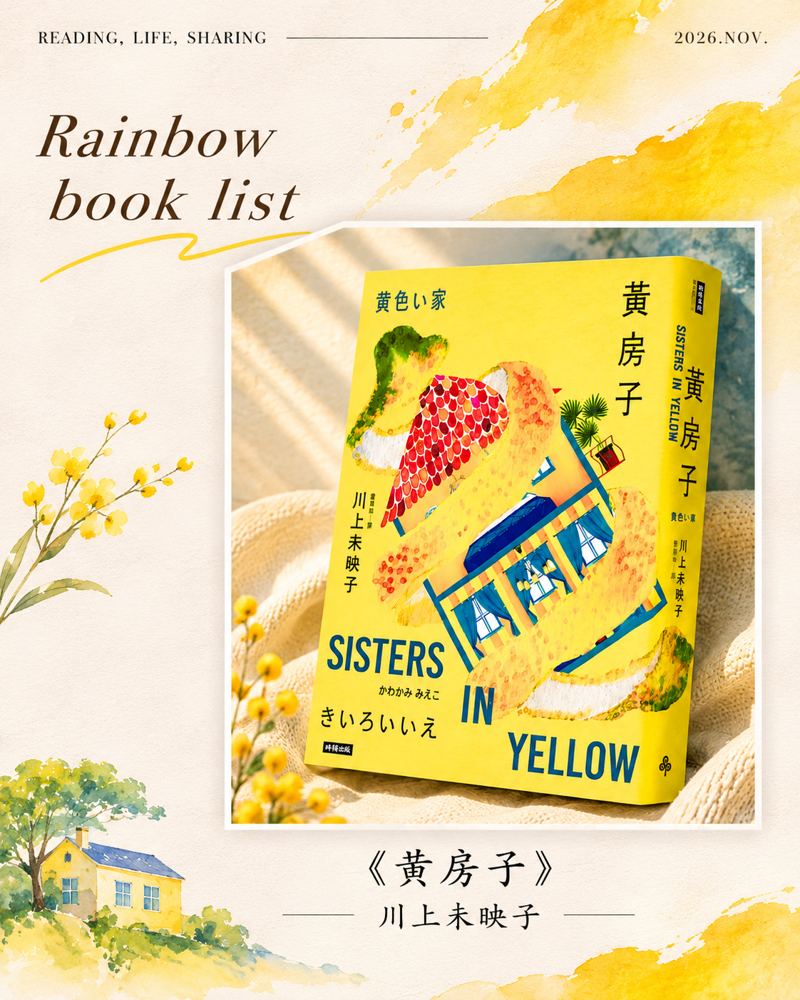 READING, LIFE, SHARING
2026.NOV.
Rainbow
book list
黄色い家
黃房子
川上未映子
SISTERS
IN
YELLOW
かわかみ みえこ
きいろいいえ
時報出版
SISTERS IN YELLOW
黃房子
黄色い家
川上未映子
《黄房子》
川上未映子